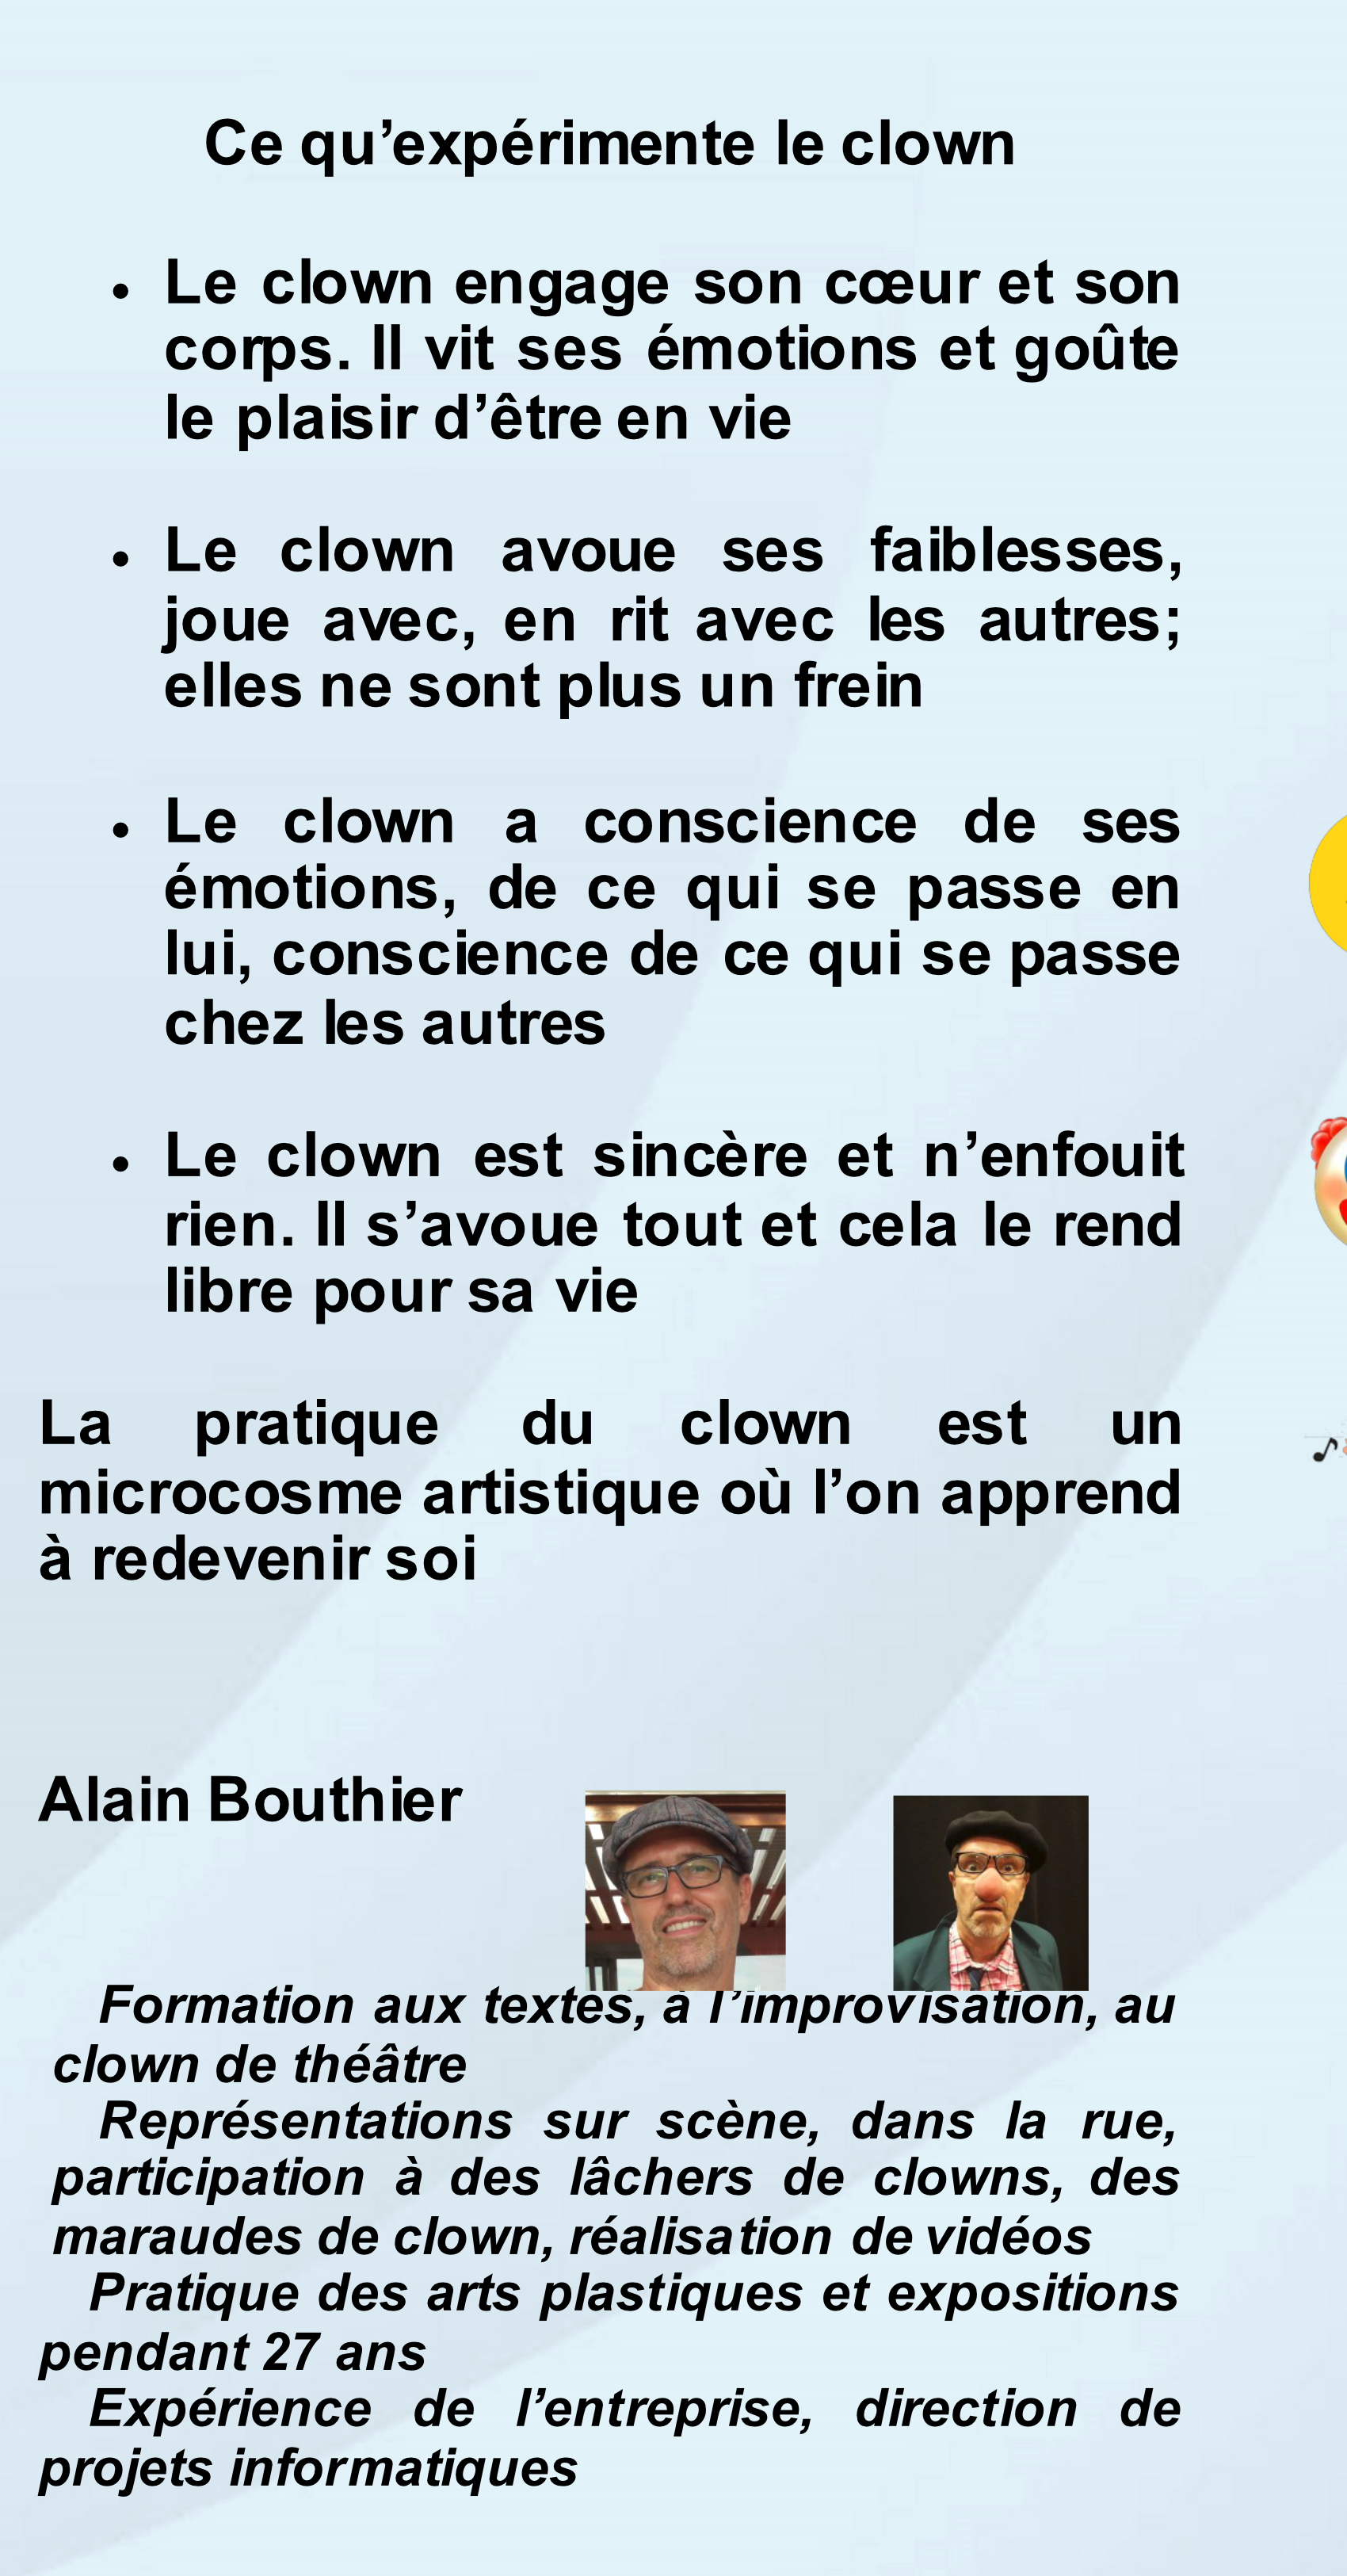 Ce qu’expérimente le clown
• Le clown engage son cœur et son
corps. Il vit ses émotions et goûte
le plaisir d’être en vie
• Le clown avoue ses faiblesses,
joue avec, en rit avec les autres;
elles ne sont plus un frein
• Le clown a conscience de ses
émotions, de ce qui se passe en
lui, conscience de ce qui se passe
chez les autres
• Le clown est sincère et n’enfouit
rien. Il s’avoue tout et cela le rend
libre pour sa vie
La pratique du clown est un
microcosme artistique où l’on apprend
à redevenir soi
Alain Bouthier
Formation aux textes, à l’improvisation, au
clown de théâtre
Représentations sur scène, dans la rue,
participation à des lâchers de clowns, des
maraudes de clown, réalisation de vidéos
Pratique des arts plastiques et expositions
pendant 27 ans
Expérience de l’entreprise, direction de
projets informatiques